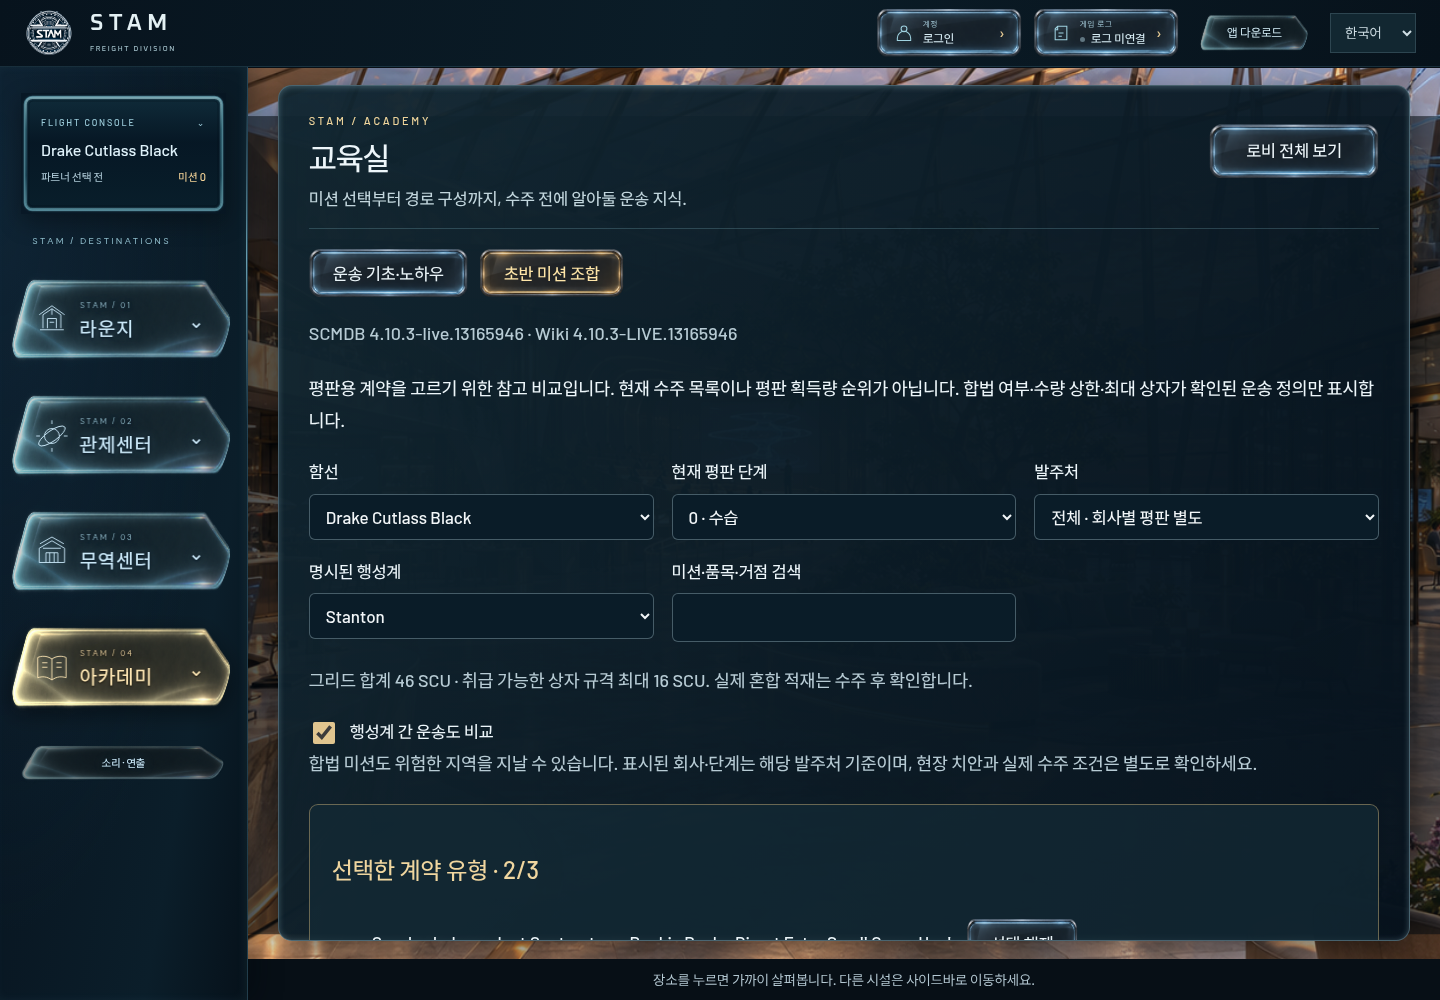 STAM
FREIGHT DIVISION
STAM
계정
로그인
게임 로그
로그 미연결
앱 다운로드
한국어
FLIGHT CONSOLE
Drake Cutlass Black
파트너 선택 전
미션 0
STAM / DESTINATIONS
STAM / 01
라운지
STAM / 02
관제센터
STAM / 03
무역센터
STAM / 04
아카데미
소리 · 연출
STAM / ACADEMY
교육실
로비 전체 보기
미션 선택부터 경로 구성까지, 수주 전에 알아둘 운송 지식.
운송 기초·노하우
초반 미션 조합
SCMDB 4.10.3-live.13165946 · Wiki 4.10.3-LIVE.13165946
평판용 계약을 고르기 위한 참고 비교입니다. 현재 수주 목록이나 평판 획득량 순위가 아닙니다. 합법 여부·수량 상한·최대 상자가 확인된 운송 정의만 표시합
니다.
함선
현재 평판 단계
발주처
Drake Cutlass Black
0 · 수습
전체 · 회사별 평판 별도
명시된 행성계
미션·품목·거점 검색
Stanton
그리드 합계 46 SCU · 취급 가능한 상자 규격 최대 16 SCU. 실제 혼합 적재는 수주 후 확인합니다.
행성계 간 운송도 비교
합법 미션도 위험한 지역을 지날 수 있습니다. 표시된 회사·단계는 해당 발주처 기준이며, 현장 치안과 실제 수주 조건은 별도로 확인하세요.
선택한 계약 유형 · 2/3
장소를 누르면 가까이 살펴봅니다. 다른 시설은 사이드바로 이동하세요.